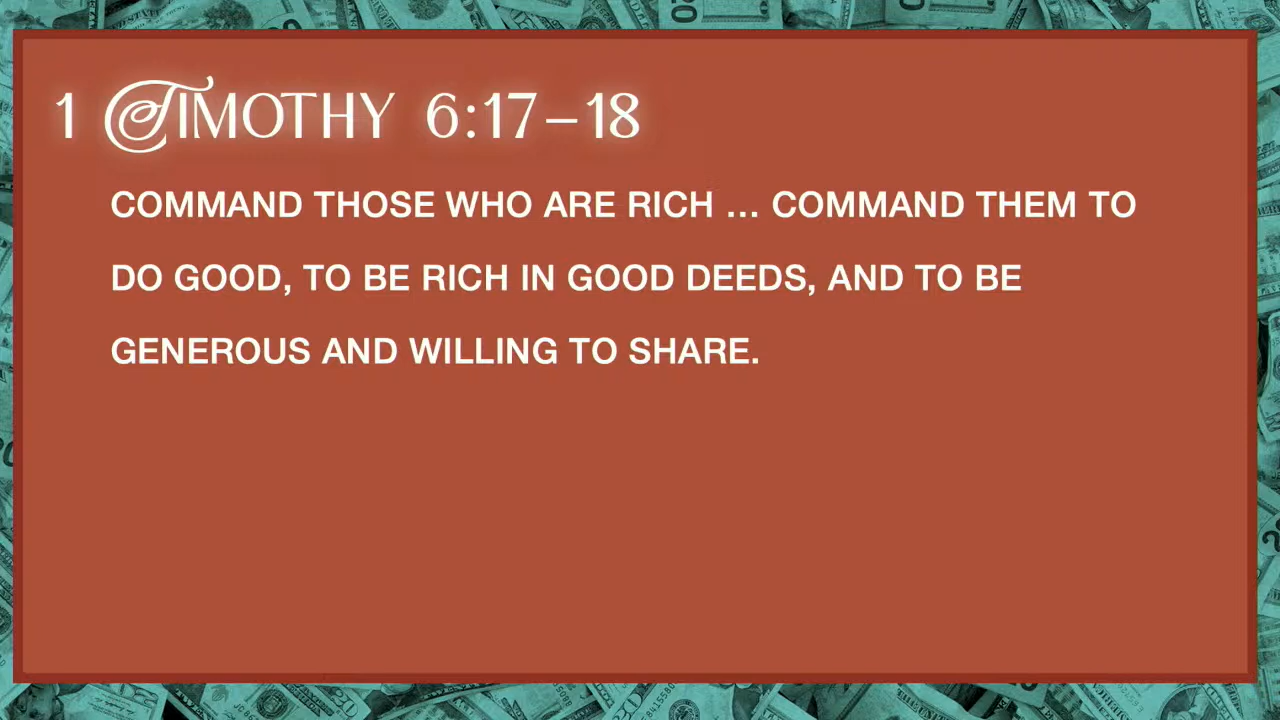 1 TIMOTHY 6:17–18
COMMAND THOSE WHO ARE RICH … COMMAND THEM TO
DO GOOD, TO BE RICH IN GOOD DEEDS, AND TO BE
GENEROUS AND WILLING TO SHARE.